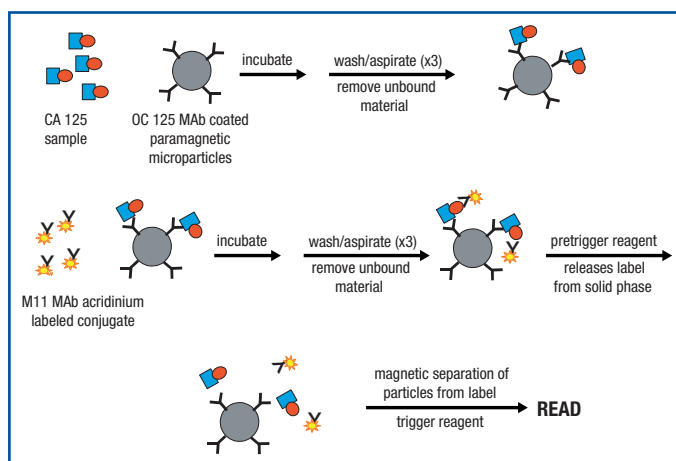 incubate
wash/aspirate (x3)
remove unbound
material
CA 125
sample
OC 125 MAb coated
paramagnetic
microparticles
incubate
wash/aspirate (x3)
remove unbound
material
pretrigger reagent
releases label
from solid phase
M11 MAb acridinium
labeled conjugate
magnetic separation of
particles from label
trigger reagent
READ